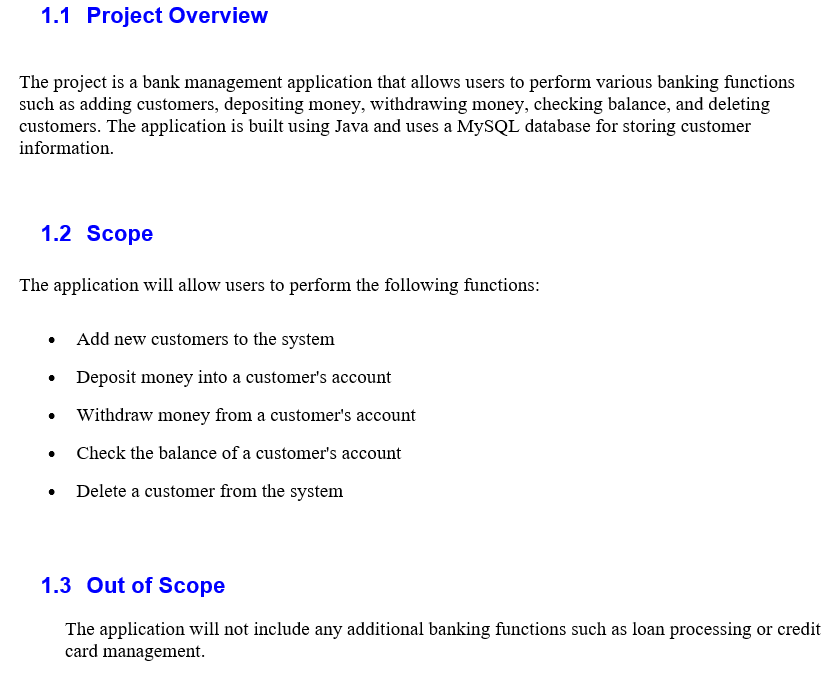 1.1 Project Overview
The project is a bank management application that allows users to perform various banking functions
such as adding customers, depositing money, withdrawing money, checking balance, and deleting
customers. The application is built using Java and uses a MySQL database for storing customer
information.
1.2 Scope
The application will allow users to perform the following functions:
• Add new customers to the system
• Deposit money into a customer's account
• Withdraw money from a customer's account
• Check the balance of a customer's account
• Delete a customer from the system
1.3 Out of Scope
The application will not include any additional banking functions such as loan processing or credit
card management.